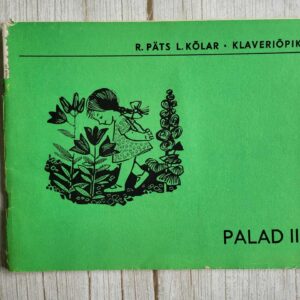 R. PÄTS L. KÕLAR • KLAVERIÕPIK
PALAD II